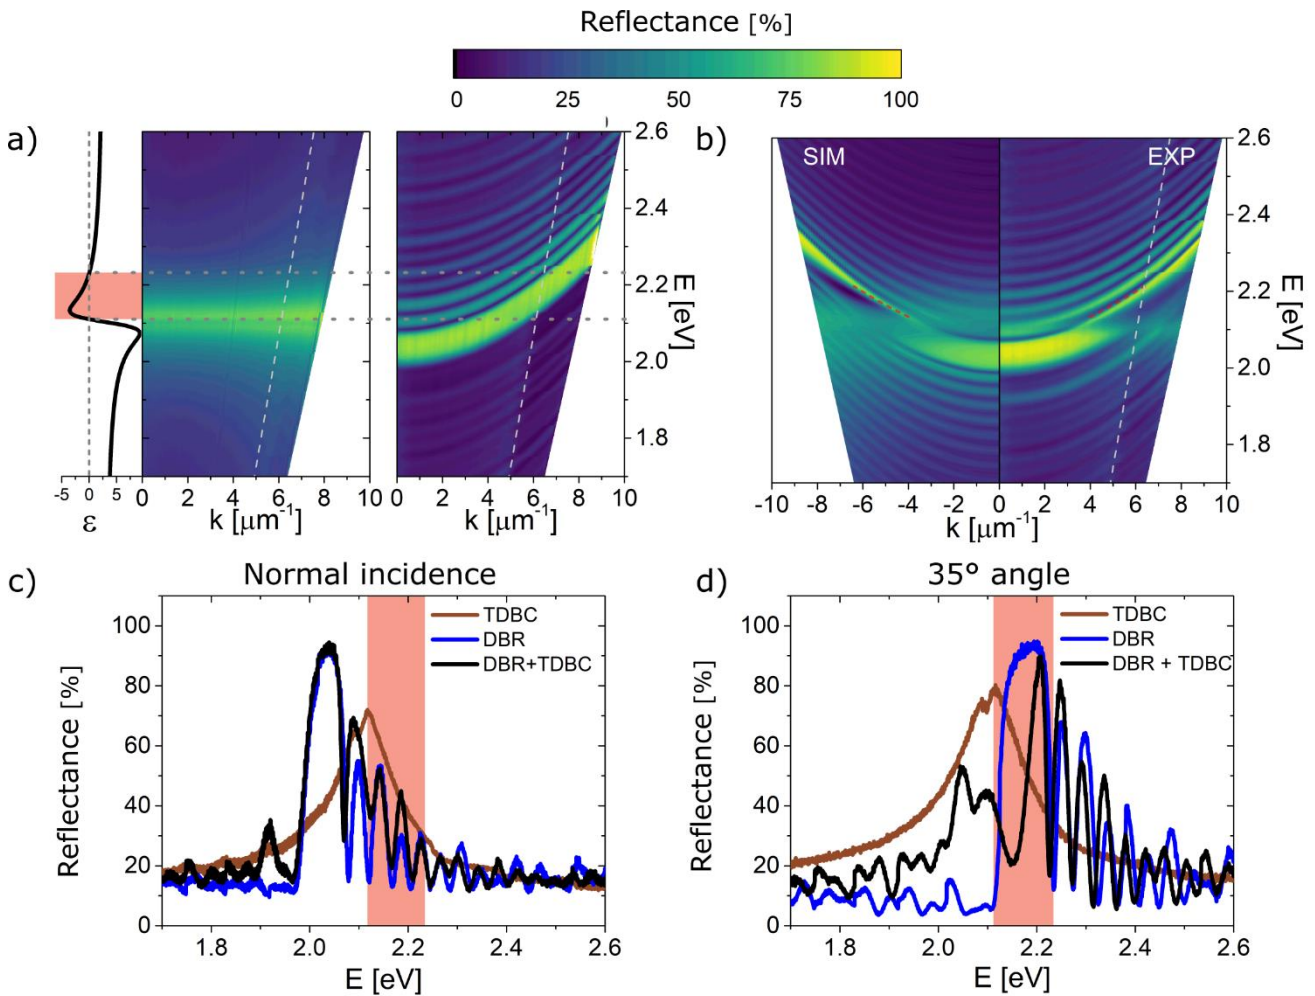 Reflectance [%]
0 25 50 75 100
a)
2.6
2.4
2.2
2.0
1.8
E [eV]
-5 0 5
ε
0 2 4 6 8 10
k [μm⁻¹]
0 2 4 6 8 10
k [μm⁻¹]
b)
SIM EXP
2.6
2.4
2.2
2.0
1.8
E [eV]
-10 -8 -6 -4 -2 0 2 4 6 8 10
k [μm⁻¹]
c)
Normal incidence
TDBC
DBR
DBR+TDBC
100
80
60
40
20
0
Reflectance [%]
1.8 2.0 2.2 2.4 2.6
E [eV]
d)
35° angle
TDBC
DBR
DBR + TDBC
100
80
60
40
20
0
Reflectance [%]
1.8 2.0 2.2 2.4 2.6
E [eV]